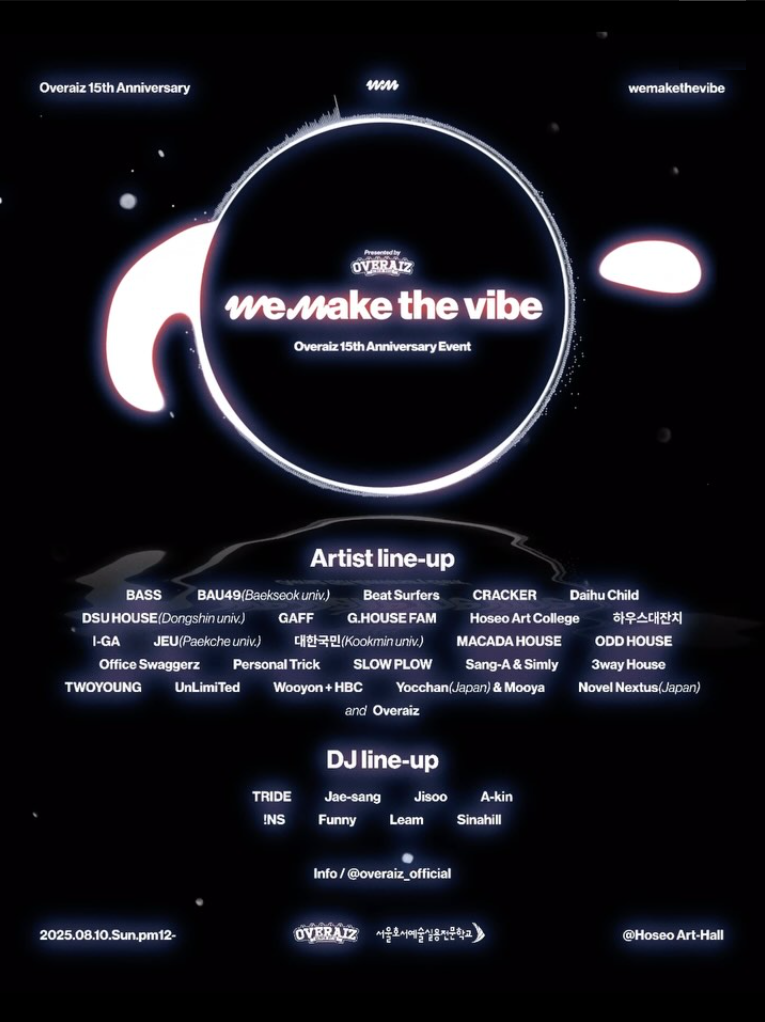 Overaiz 15th Anniversary
WM
wemakethevibe
Presented by
OVERAIZ
we make the vibe
Overaiz 15th Anniversary Event
Artist line-up
BASS BAU49(Baekseok univ.) Beat Surfers CRACKER Daihu Child
DSU HOUSE(Dongshin univ.) GAFF G.HOUSE FAM Hoseo Art College 하우스대잔치
I-GA JEU(Paekche univ.) 대한국민(Kookmin univ.) MACADA HOUSE ODD HOUSE
Office Swaggerz Personal Trick SLOW PLOW Sang-A & Simly 3way House
TWOYOUNG UnLimiTed Wooyon + HBC Yocchan(Japan) & Mooya Novel Nextus(Japan)
and Overaiz
DJ line-up
TRIDE Jae-sang Jisoo A-kin
!NS Funny Leam Sinahill
Info / @overaiz_official
2025.08.10.Sun.pm12-
OVERAIZ
서울호서예술실용전문학교
@Hoseo Art-Hall